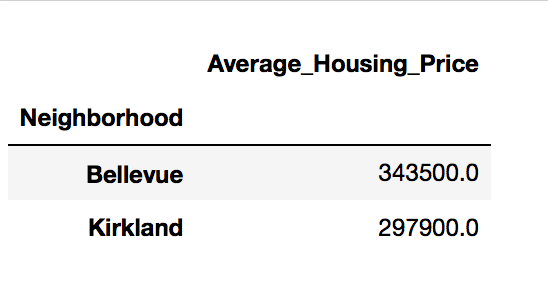 Average_Housing_Price
Neighborhood
Bellevue 343500.0
Kirkland 297900.0